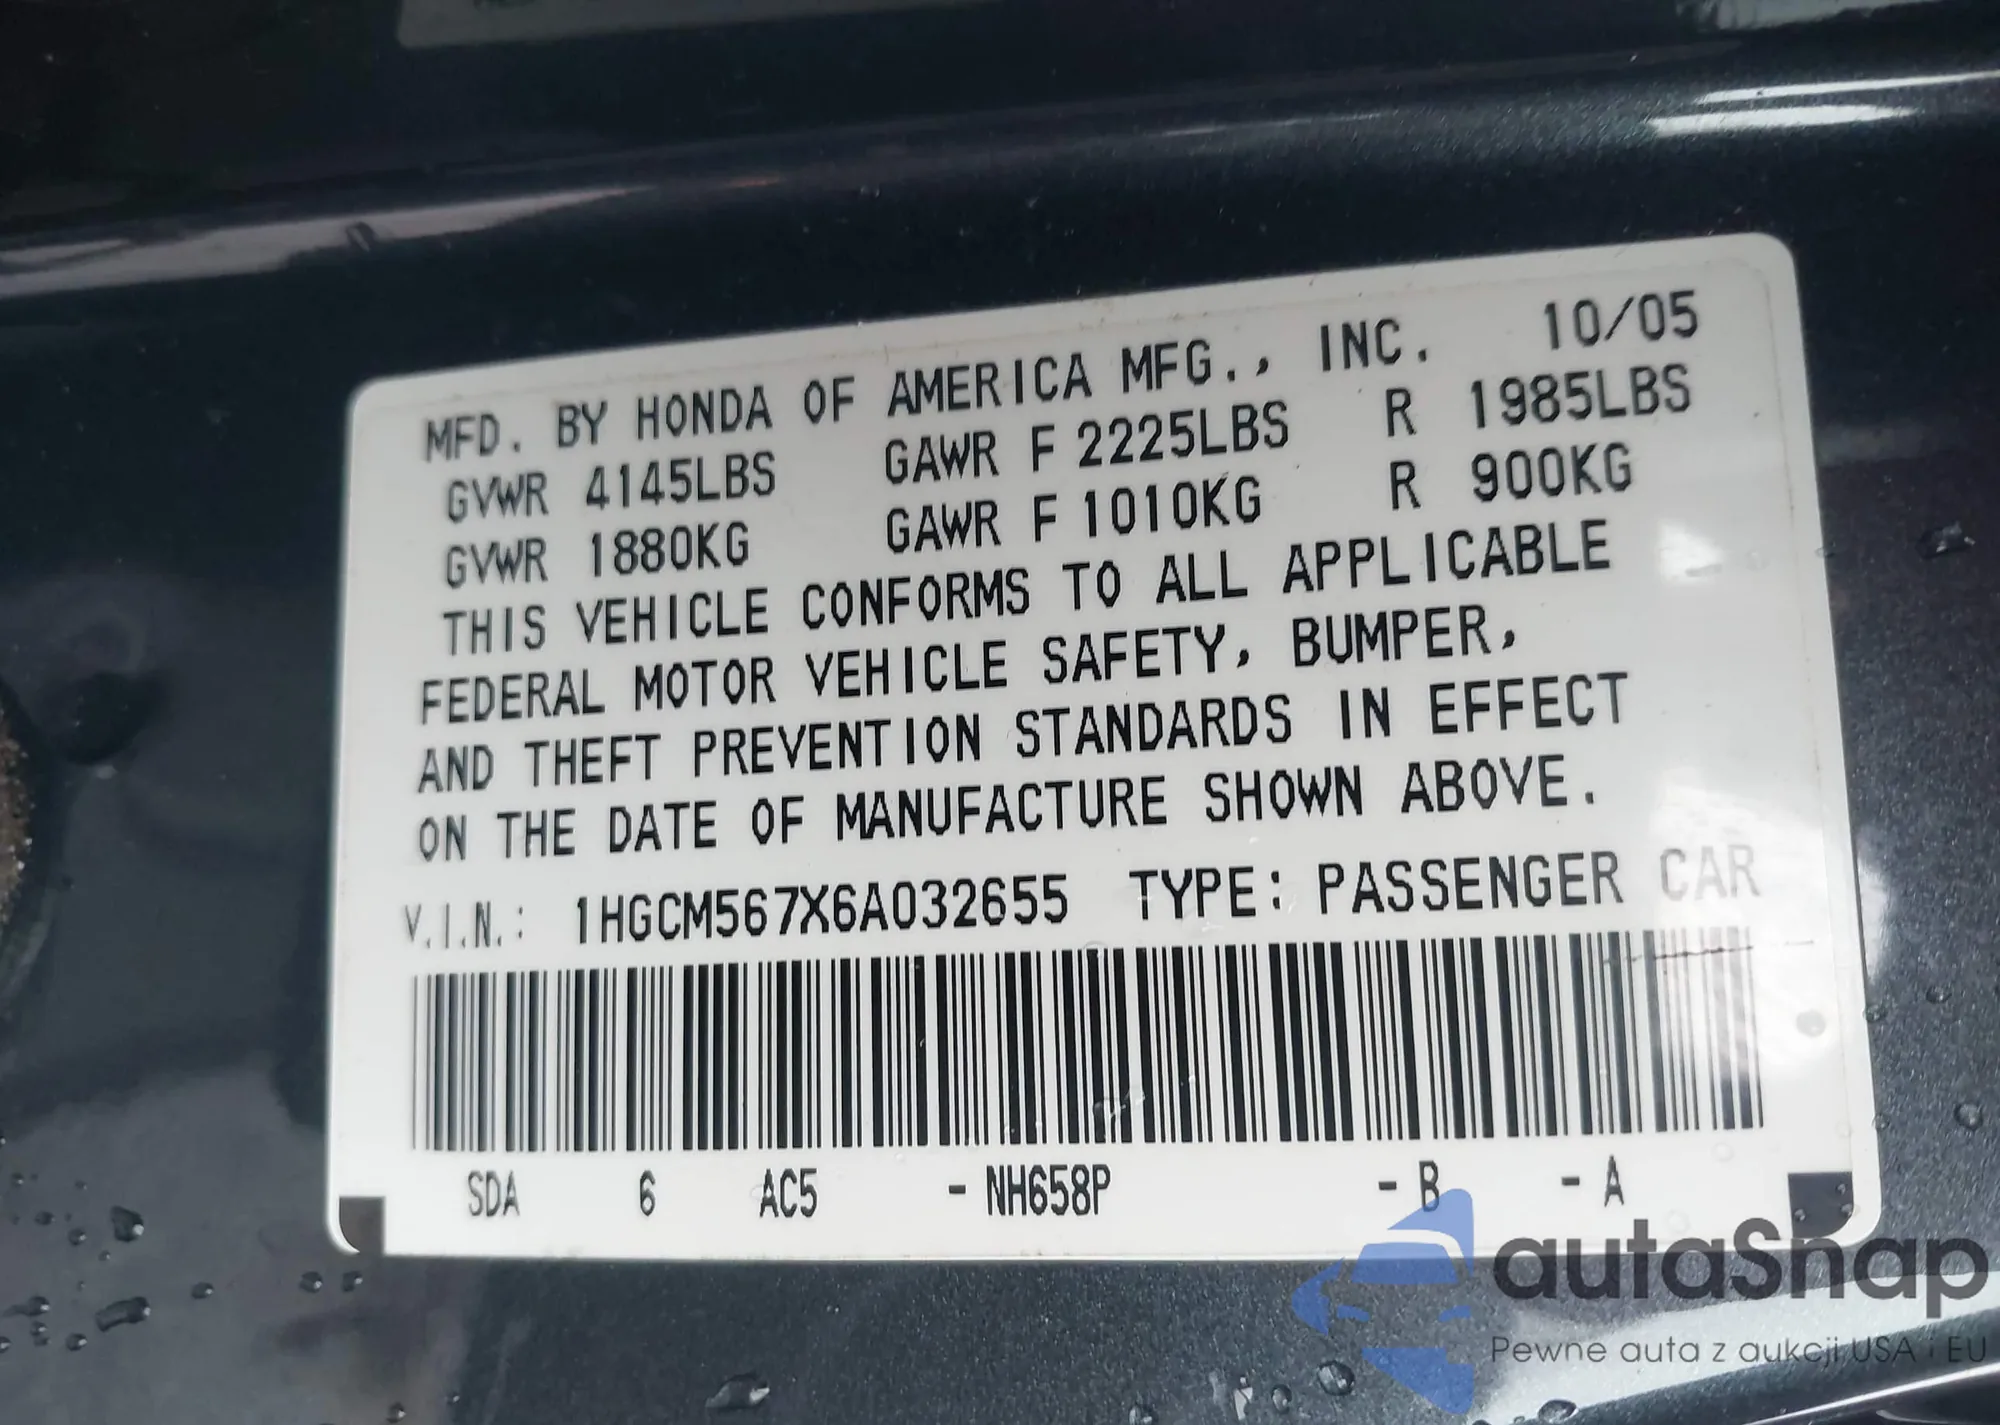 MFD. BY HONDA OF AMERICA MFG., INC. 10/05
GVWR 4145LBS GAWR F 2225LBS R 1985LBS
GVWR 1880KG GAWR F 1010KG R 900KG
THIS VEHICLE CONFORMS TO ALL APPLICABLE
FEDERAL MOTOR VEHICLE SAFETY, BUMPER,
AND THEFT PREVENTION STANDARDS IN EFFECT
ON THE DATE OF MANUFACTURE SHOWN ABOVE.
V.I.N.: 1HGCM567X6A032655 TYPE: PASSENGER CAR
SDA 6 AC5 - NH658P - B - A
autaSnap
Pewne auta z aukcji USA i EU